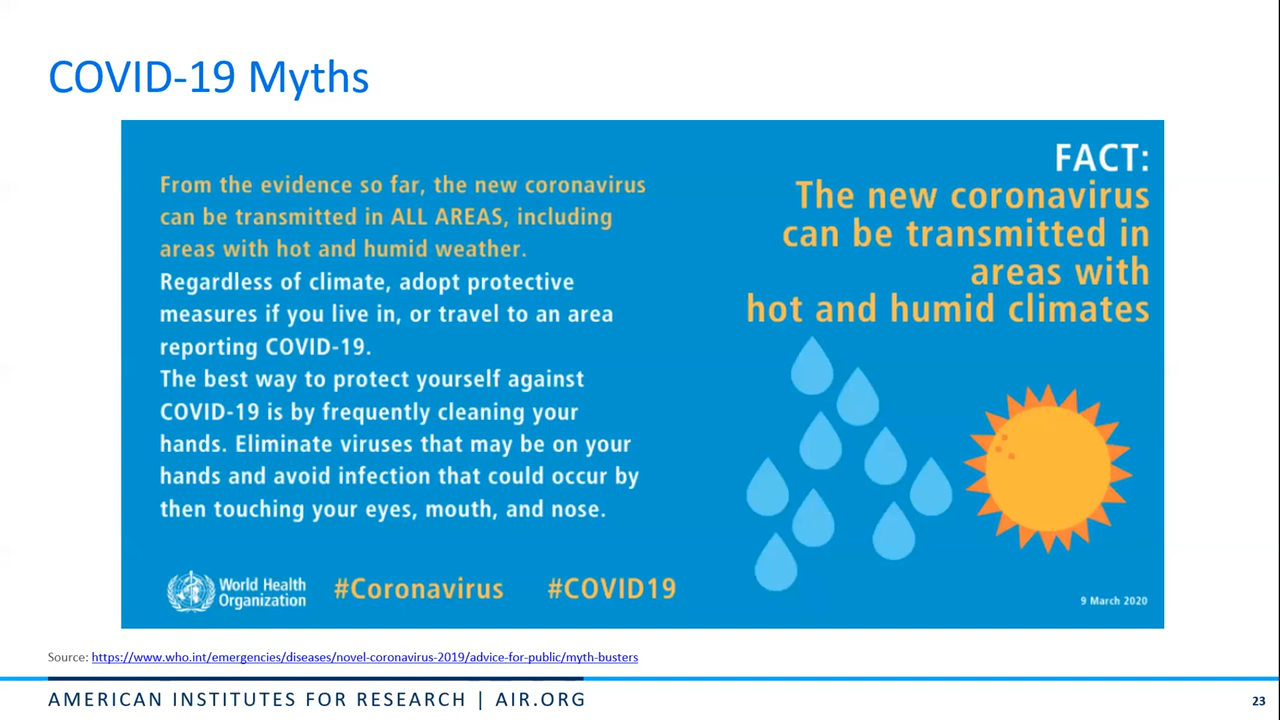 COVID-19 Myths
From the evidence so far, the new coronavirus
can be transmitted in ALL AREAS, including
areas with hot and humid weather.
Regardless of climate, adopt protective
measures if you live in, or travel to an area
reporting COVID-19.
The best way to protect yourself against
COVID-19 is by frequently cleaning your
hands. Eliminate viruses that may be on your
hands and avoid infection that could occur by
then touching your eyes, mouth, and nose.
FACT:
The new coronavirus
can be transmitted in
areas with
hot and humid climates
World Health
Organization
#Coronavirus
#COVID19
9 March 2020
Source: https://www.who.int/emergencies/diseases/novel-coronavirus-2019/advice-for-public/myth-busters
AMERICAN INSTITUTES FOR RESEARCH | AIR.ORG
23